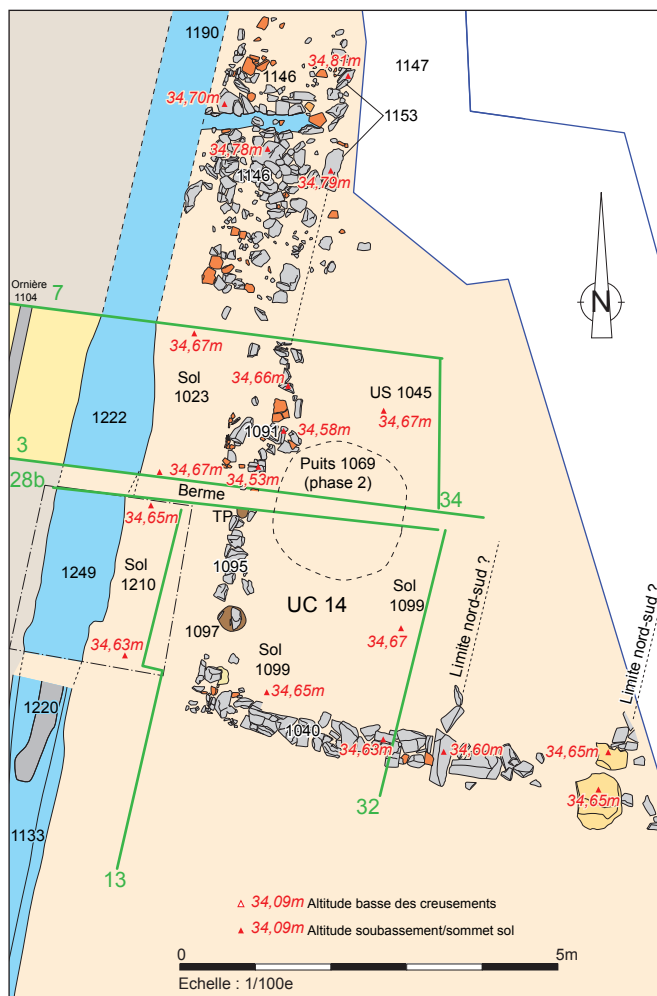 1190
34,81m
1146
1147
34,70m
1153
34,78m
1146
34,79m
Ornière
1104
7
N
34,67m
Sol
1023
34,66m
US 1045
34,67m
1222
1091
34,58m
3
34,67m
34,53m
Puits 1069
(phase 2)
28b
Berme
34
34,65m
TP
Sol
1210
1249
1095
UC 14
Sol
1099
Limite nord-sud ?
Limite nord-sud ?
1097
34,67
34,63m
Sol
1099
34,65m
1220
1040
34,63m
34,60m
34,65m
34,65m
1133
32
13
34,09m Altitude basse des creusements
34,09m Altitude soubassement/sommet sol
0 5m
Echelle : 1/100e